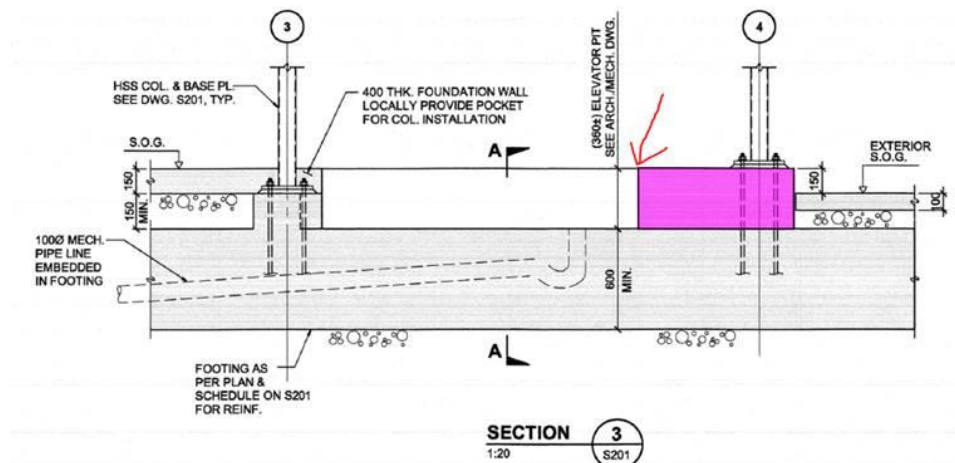 3
4
HSS COL. & BASE PL.
SEE DWG. S201, TYP.
400 THK. FOUNDATION WALL
LOCALLY PROVIDE POCKET
FOR COL. INSTALLATION
(360±) ELEVATOR PIT
SEE ARCH./MECH. DWG.
S.O.G.
A
EXTERIOR
S.O.G.
150
150
MIN.
150
100
100Ø MECH.
PIPE LINE
EMBEDDED
IN FOOTING
600
MIN.
A
FOOTING AS
PER PLAN &
SCHEDULE ON S201
FOR REINF.
SECTION
1:20
3
S201